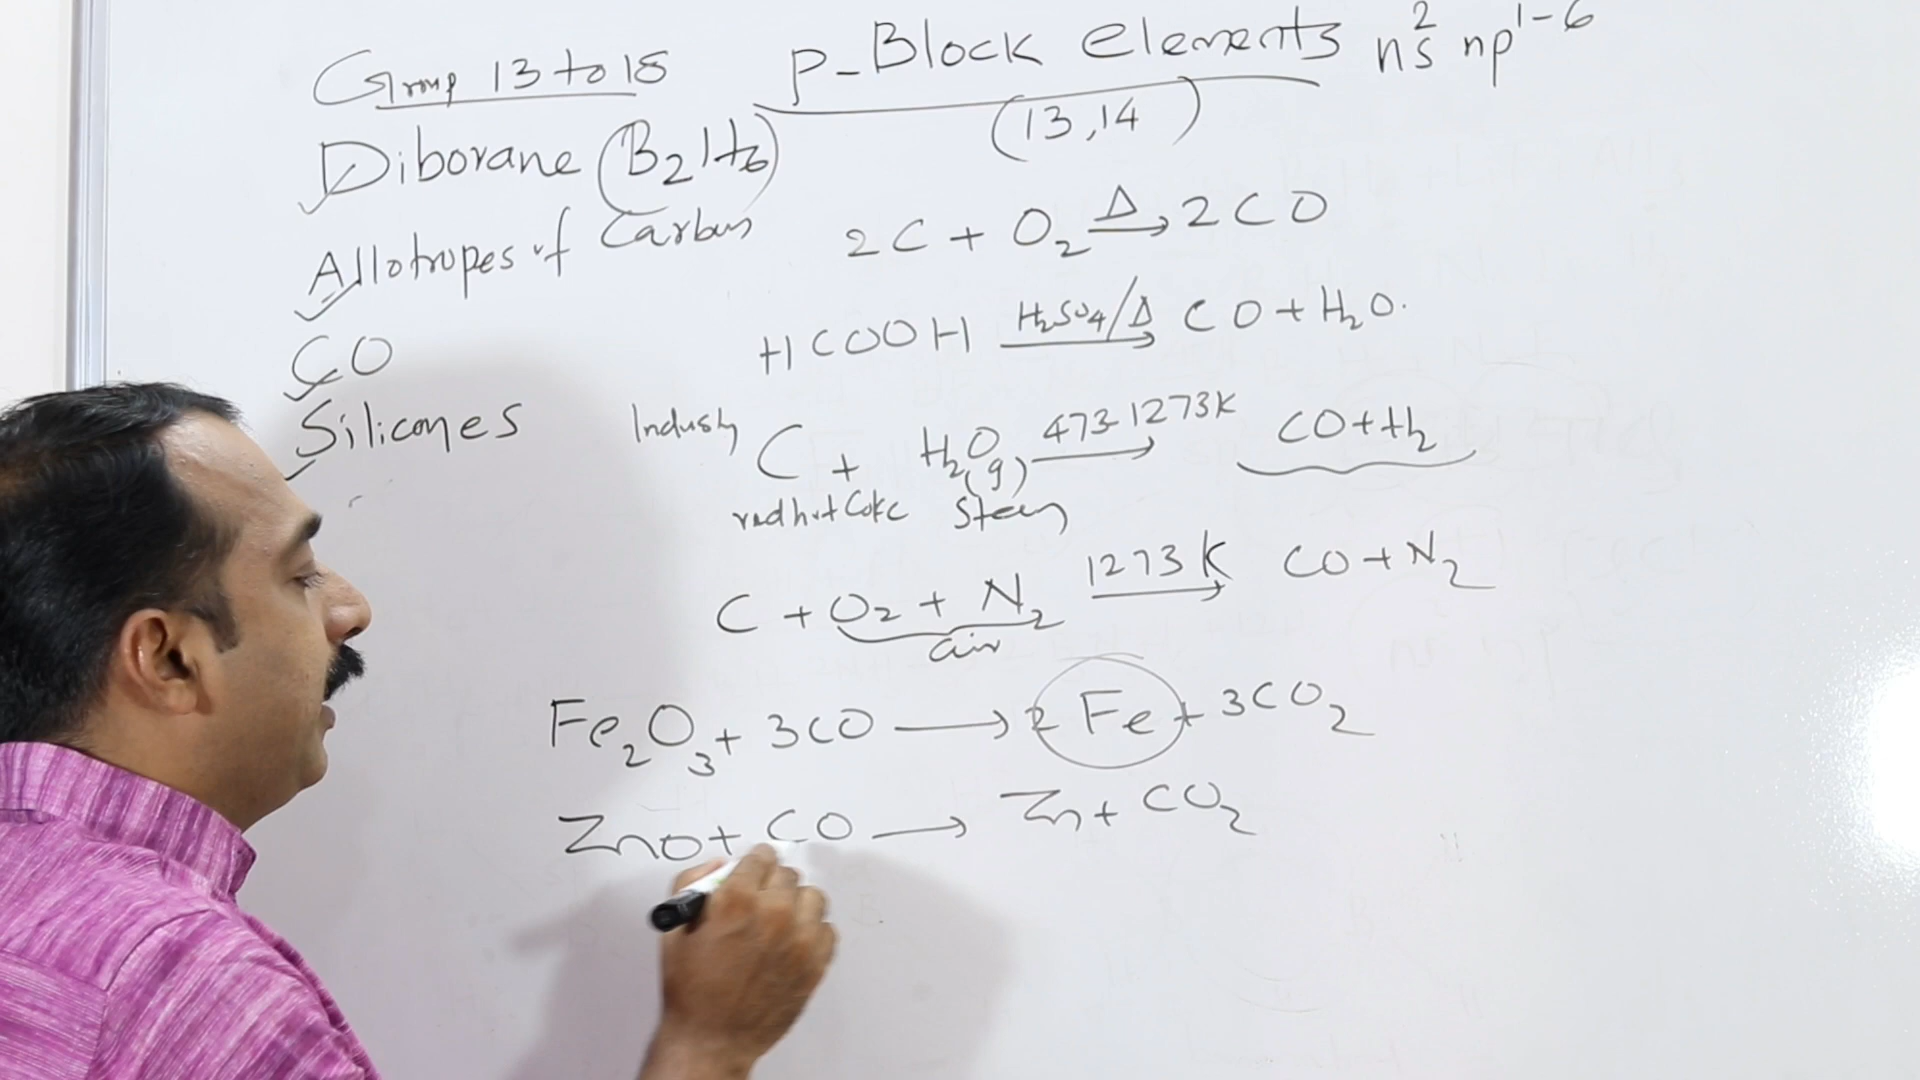 Group 13 to 18
P-Block elements ns² np¹⁻⁶
(13,14)
Diborane (B₂H₆)
Allotropes of Carbon
CO
Silicones
2C + O₂ Δ→ 2CO
HCOOH H₂SO₄/Δ→ CO + H₂O.
Industry C + H₂O(g) 473-1273K→ CO + H₂
red hot Coke Steam
C + O₂ + N₂ 1273 K→ CO + N₂
air
Fe₂O₃ + 3CO → 2Fe + 3CO₂
ZnO + CO → Zn + CO₂